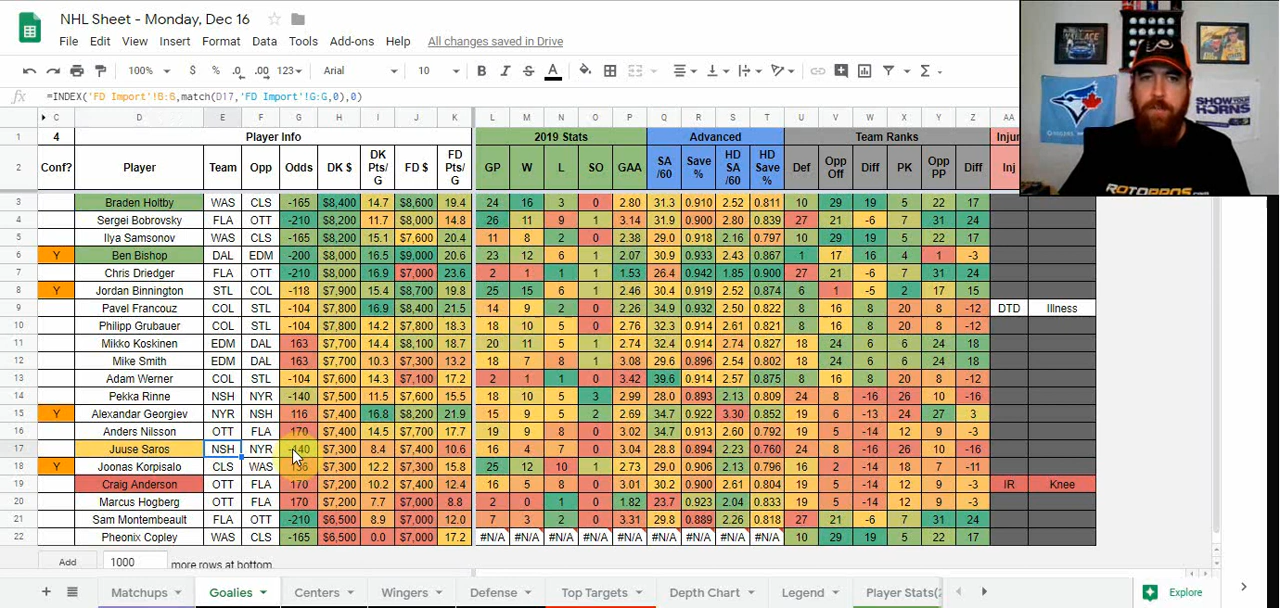 NHL Sheet - Monday, Dec 16
File Edit View Insert Format Data Tools Add-ons Help All changes saved in Drive
100% $ % .0 .00 123 Arial 10 B I S A
fx =INDEX('FD Import'!B:B,match(D17,'FD Import'!G:G,0),0)
C D E F G H I J K L M N O P Q R S T U V W X Y Z AA
1 4 Player Info 2019 Stats Advanced Team Ranks Injur
2 Conf? Player Team Opp Odds DK $ DK Pts/ G FD $ FD Pts/ G GP W L SO GAA SA /60 Save % HD SA /60 HD Save % Def Opp Off Diff PK Opp PP Diff Inj
3 Braden Holtby WAS CLS -165 $8,400 14.7 $8,600 19.4 24 16 3 0 2.80 31.3 0.910 2.52 0.811 10 29 19 5 22 17
4 Sergei Bobrovsky FLA OTT -210 $8,200 11.7 $8,000 14.8 26 11 9 1 3.14 31.9 0.900 2.80 0.839 27 21 -6 7 31 24
5 Ilya Samsonov WAS CLS -165 $8,200 15.1 $7,600 20.4 11 8 2 0 2.38 29.0 0.918 2.16 0.797 10 29 19 5 22 17
6 Y Ben Bishop DAL EDM -200 $8,000 16.5 $9,000 20.6 23 12 6 1 2.07 30.9 0.933 2.43 0.867 1 17 16 4 1 -3
7 Chris Driedger FLA OTT -210 $8,000 16.9 $7,000 23.6 2 1 1 1 1.53 26.4 0.942 1.85 0.900 27 21 -6 7 31 24
8 Y Jordan Binnington STL COL -118 $7,900 15.4 $8,700 19.8 25 15 6 1 2.46 30.4 0.919 2.52 0.874 6 1 -5 2 17 15
9 Pavel Francouz COL STL -104 $7,800 16.9 $8,400 21.5 14 9 2 0 2.26 34.9 0.932 2.50 0.822 8 16 8 20 8 -12 DTD Illness
10 Philipp Grubauer COL STL -104 $7,800 14.2 $7,800 18.3 18 10 5 0 2.76 32.3 0.914 2.61 0.821 8 16 8 20 8 -12
11 Mikko Koskinen EDM DAL 163 $7,700 14.4 $8,100 18.7 20 11 5 1 2.74 32.4 0.914 2.74 0.827 18 24 6 6 24 18
12 Mike Smith EDM DAL 163 $7,700 10.3 $7,300 13.2 18 7 8 1 3.08 29.6 0.896 2.54 0.802 18 24 6 6 24 18
13 Adam Werner COL STL -104 $7,600 14.3 $7,100 17.2 2 1 1 0 3.42 39.6 0.914 2.57 0.875 8 16 8 20 8 -12
14 Pekka Rinne NSH NYR -140 $7,500 11.5 $7,600 15.5 18 10 5 3 2.99 28.0 0.893 2.13 0.809 24 8 -16 26 10 -16
15 Y Alexandar Georgiev NYR NSH 116 $7,400 16.8 $8,200 21.9 15 9 5 2 2.69 34.7 0.921 3.30 0.852 19 6 -13 24 27 3
16 Anders Nilsson OTT FLA 170 $7,400 14.5 $7,700 17.7 18 9 8 0 3.02 34.7 0.913 2.60 0.792 19 5 -14 12 9 -3
17 Juuse Saros NSH NYR -140 $7,300 8.4 $7,400 10.6 16 4 7 0 3.04 28.8 0.894 2.23 0.760 24 8 -16 26 10 -16
18 Y Joonas Korpisalo CLS WAS $7,300 12.2 $7,300 15.8 25 12 10 1 2.73 29.0 0.906 2.13 0.796 16 2 -14 18 7 -11
19 Craig Anderson OTT FLA 170 $7,200 10.2 $7,400 12.4 16 5 8 0 3.11 30.2 0.900 2.61 0.804 19 5 -14 12 9 -3 IR Knee
20 Marcus Hogberg OTT FLA 170 $7,200 7.7 $7,000 8.8 2 0 1 0 1.82 23.7 0.923 2.04 0.833 19 5 -14 12 9 -3
21 Sam Montembeault FLA OTT -210 $6,500 8.9 $7,000 12.0 7 3 2 0 3.31 29.8 0.889 2.26 0.818 27 21 -6 7 31 24
22 Pheonix Copley WAS CLS -165 $6,500 0.0 $7,000 17.2 #N/A #N/A #N/A #N/A #N/A #N/A #N/A #N/A #N/A 10 29 19 5 22 17
Add 1000 more rows at bottom.
Matchups Goalies Centers Wingers Defense Top Targets Depth Chart Legend Player Stats(2 Explore
SHOW YOUR
HORNS
ROTOPROS